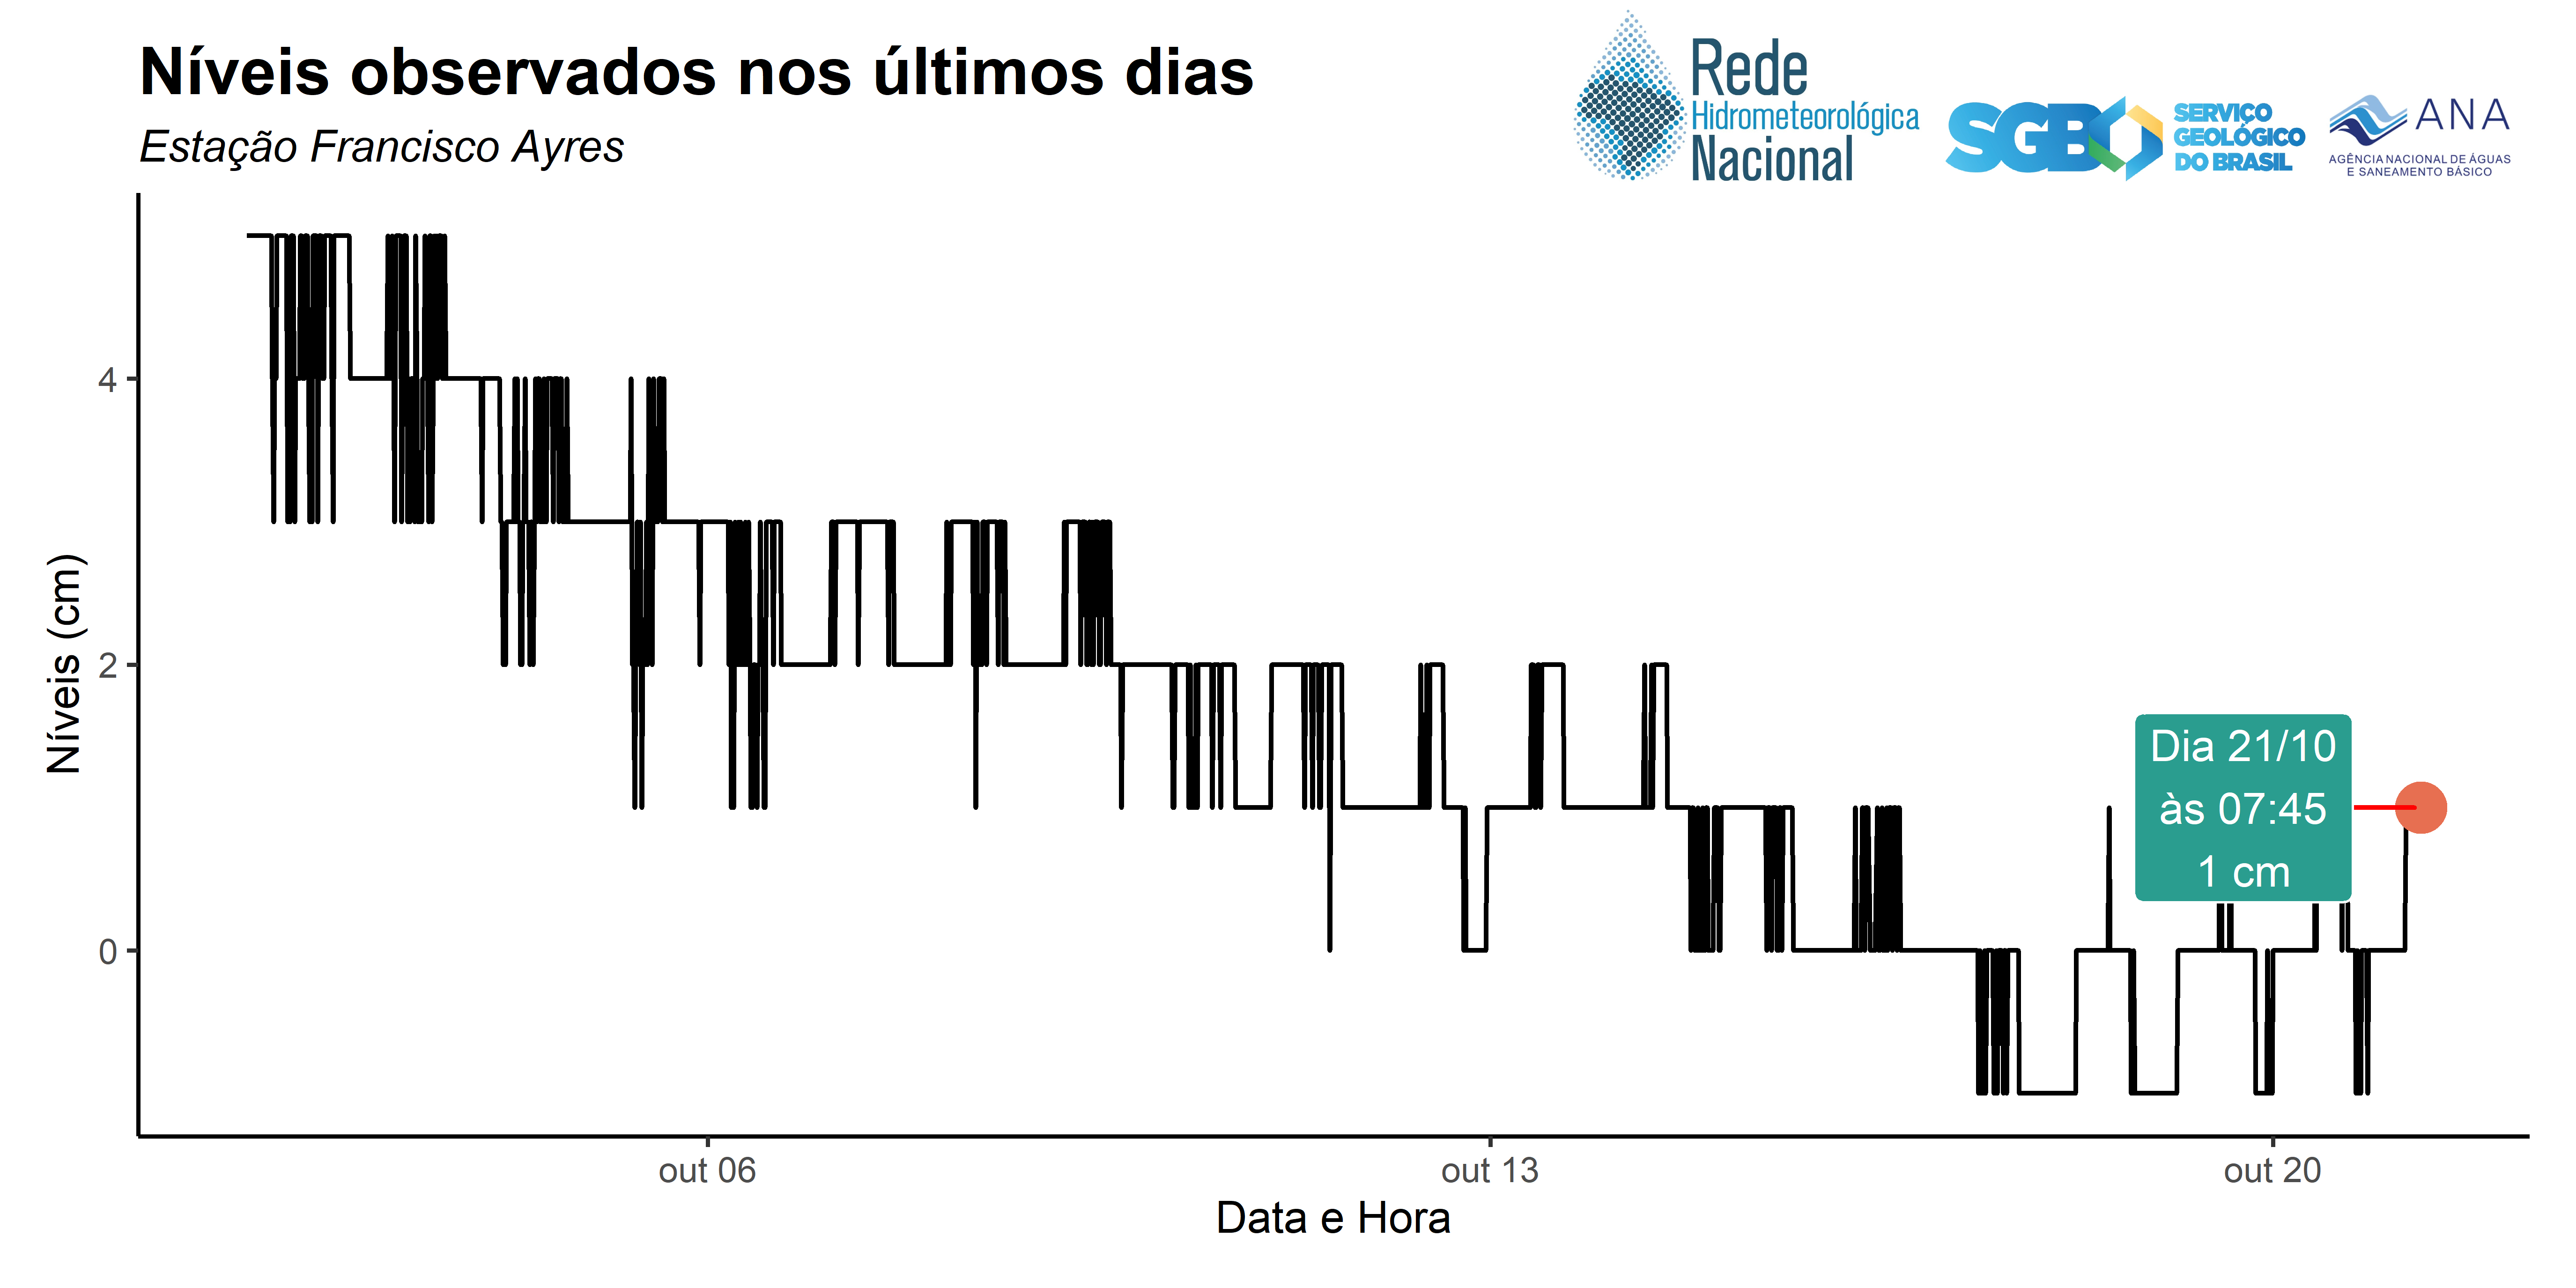 Níveis observados nos últimos dias
Estação Francisco Ayres
Rede
Hidrometeorológica
Nacional
SGB
SERVIÇO
GEOLÓGICO
DO BRASIL
ANA
AGÊNCIA NACIONAL DE ÁGUAS
E SANEAMENTO BÁSICO
Níveis (cm)
4
2
0
Dia 21/10
às 07:45
1 cm
out 06
out 13
out 20
Data e Hora